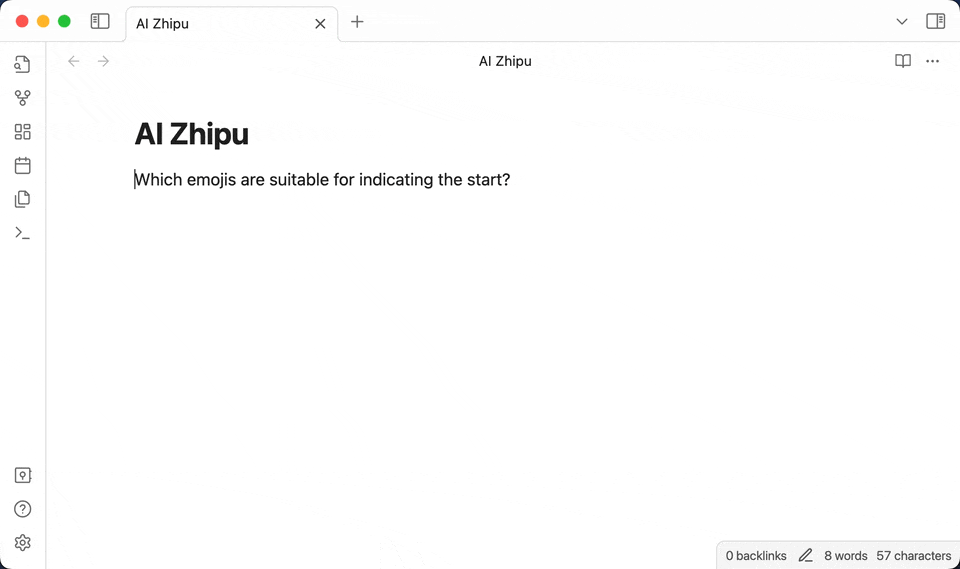 AI Zhipu
AI Zhipu
AI Zhipu
Which emojis are suitable for indicating the start?
0 backlinks 8 words 57 characters